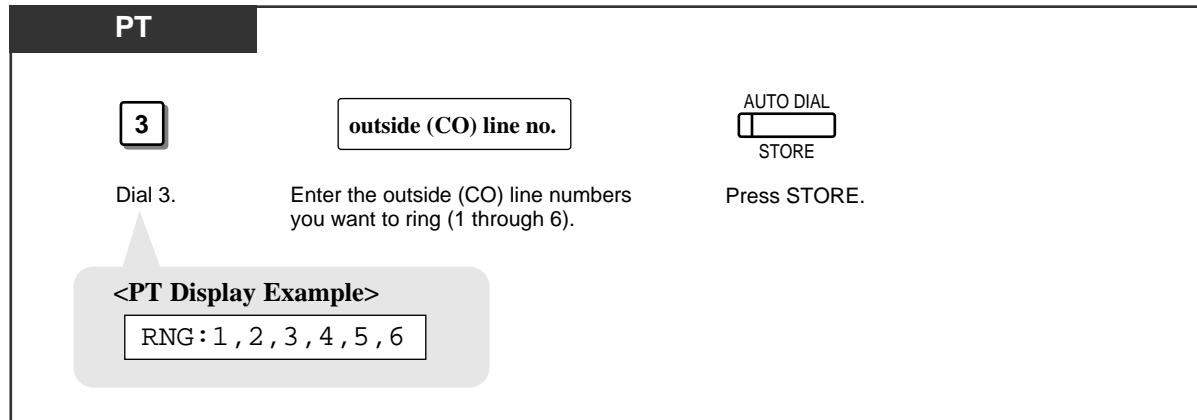 PT
3
outside (CO) line no.
AUTO DIAL
STORE
Dial 3.
Enter the outside (CO) line numbers
you want to ring (1 through 6).
Press STORE.
<PT Display Example>
RNG:1,2,3,4,5,6